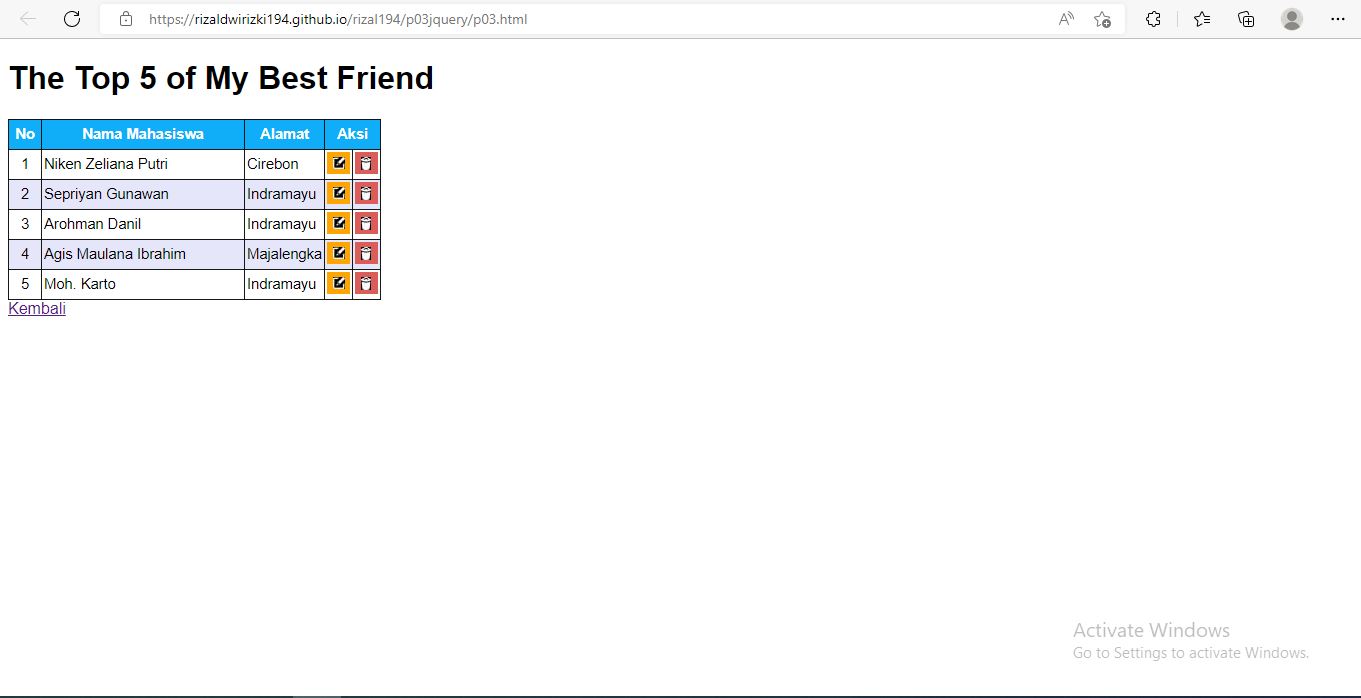 https://rizaldwirizki194.github.io/rizal194/p03jquery/p03.html
The Top 5 of My Best Friend
No Nama Mahasiswa Alamat Aksi
1 Niken Zeliana Putri Cirebon
2 Sepriyan Gunawan Indramayu
3 Arohman Danil Indramayu
4 Agis Maulana Ibrahim Majalengka
5 Moh. Karto Indramayu
Kembali
Activate Windows
Go to Settings to activate Windows.